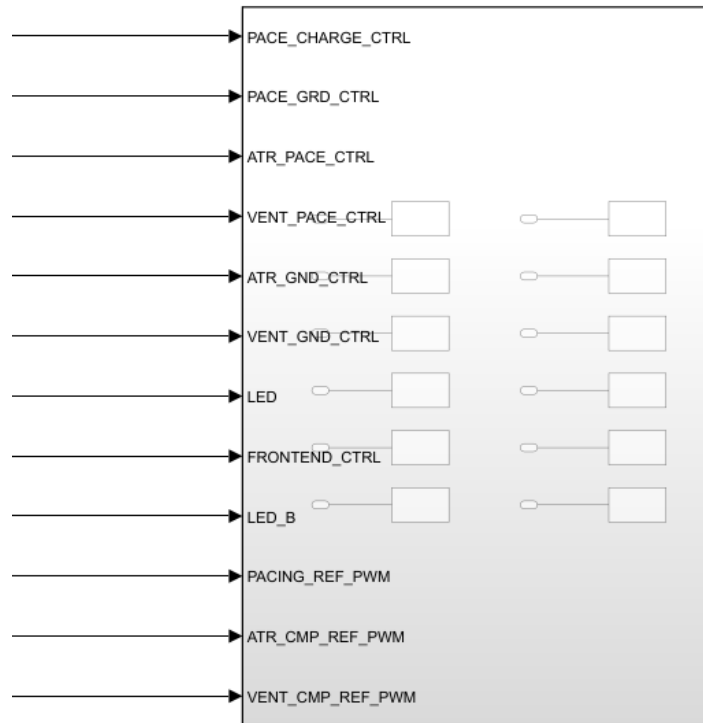 PACE_CHARGE_CTRL
PACE_GRD_CTRL
ATR_PACE_CTRL
VENT_PACE_CTRL
ATR_GND_CTRL
VENT_GND_CTRL
LED
FRONTEND_CTRL
LED_B
PACING_REF_PWM
ATR_CMP_REF_PWM
VENT_CMP_REF_PWM